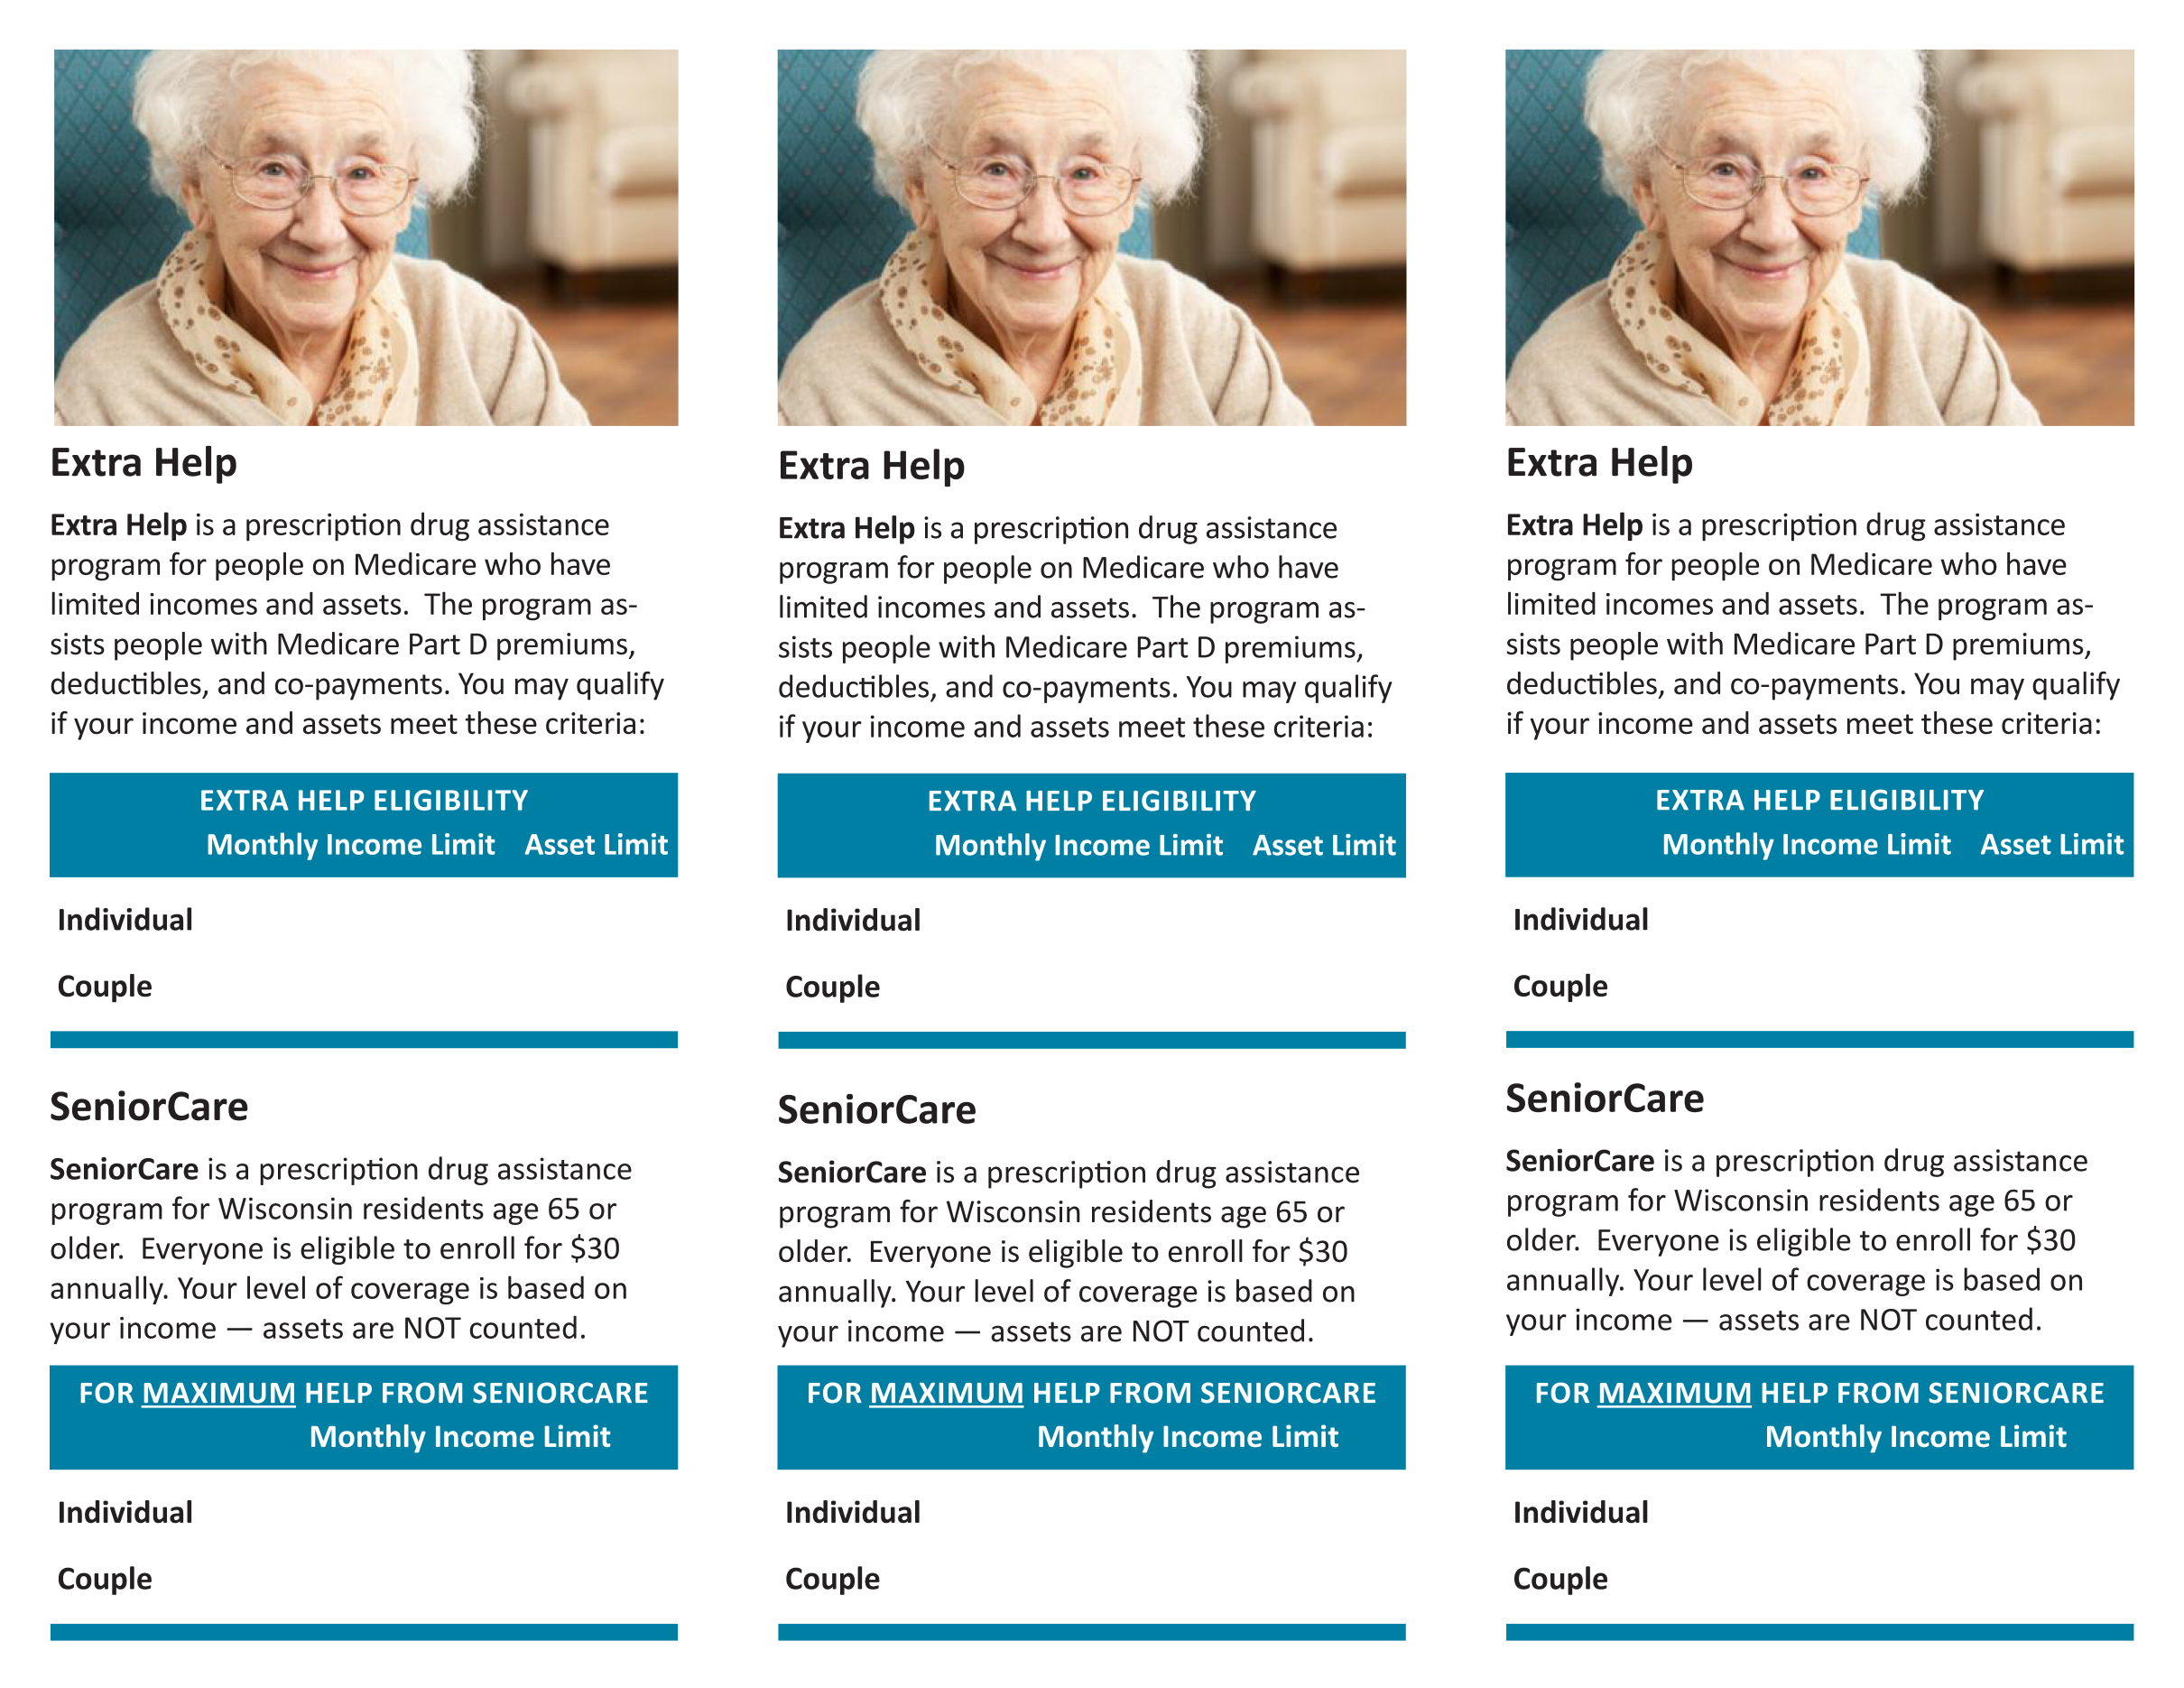 Extra Help
Extra Help is a prescription drug assistance
program for people on Medicare who have
limited incomes and assets.  The program as-
sists people with Medicare Part D premiums,
deductibles, and co-payments. You may qualify
if your income and assets meet these criteria:
EXTRA HELP ELIGIBILITY
Monthly Income Limit    Asset Limit
Individual
Couple
SeniorCare
SeniorCare is a prescription drug assistance
program for Wisconsin residents age 65 or
older.  Everyone is eligible to enroll for $30
annually. Your level of coverage is based on
your income — assets are NOT counted.
FOR MAXIMUM HELP FROM SENIORCARE
Monthly Income Limit
Individual
Couple
Extra Help
Extra Help is a prescription drug assistance
program for people on Medicare who have
limited incomes and assets.  The program as-
sists people with Medicare Part D premiums,
deductibles, and co-payments. You may qualify
if your income and assets meet these criteria:
EXTRA HELP ELIGIBILITY
Monthly Income Limit    Asset Limit
Individual
Couple
SeniorCare
SeniorCare is a prescription drug assistance
program for Wisconsin residents age 65 or
older.  Everyone is eligible to enroll for $30
annually. Your level of coverage is based on
your income — assets are NOT counted.
FOR MAXIMUM HELP FROM SENIORCARE
Monthly Income Limit
Individual
Couple
Extra Help
Extra Help is a prescription drug assistance
program for people on Medicare who have
limited incomes and assets.  The program as-
sists people with Medicare Part D premiums,
deductibles, and co-payments. You may qualify
if your income and assets meet these criteria:
EXTRA HELP ELIGIBILITY
Monthly Income Limit    Asset Limit
Individual
Couple
SeniorCare
SeniorCare is a prescription drug assistance
program for Wisconsin residents age 65 or
older.  Everyone is eligible to enroll for $30
annually. Your level of coverage is based on
your income — assets are NOT counted.
FOR MAXIMUM HELP FROM SENIORCARE
Monthly Income Limit
Individual
Couple